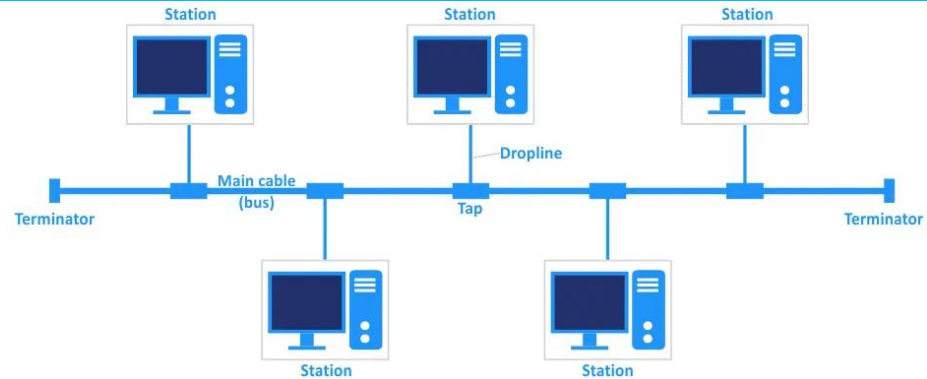 Station
Station
Station
Dropline
Main cable
(bus)
Tap
Terminator
Terminator
Station
Station